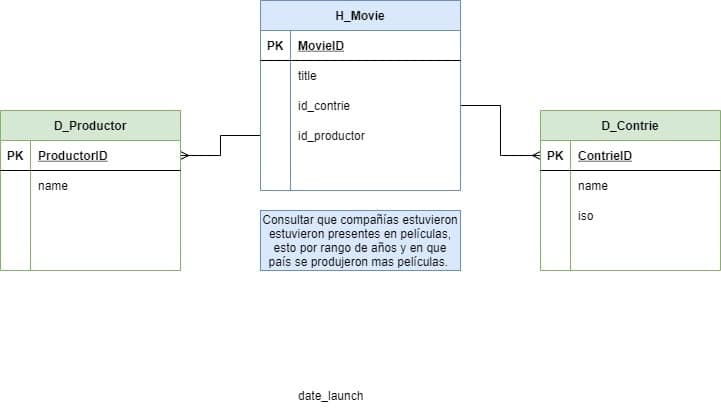 H_Movie
PK MovieID
title
id_contrie
id_productor
D_Productor
PK ProductorID
name
D_Contrie
PK ContrieID
name
iso
Consultar que compañías estuvieron
estuvieron presentes en películas,
esto por rango de años y en que
país se produjeron mas películas.
date_launch